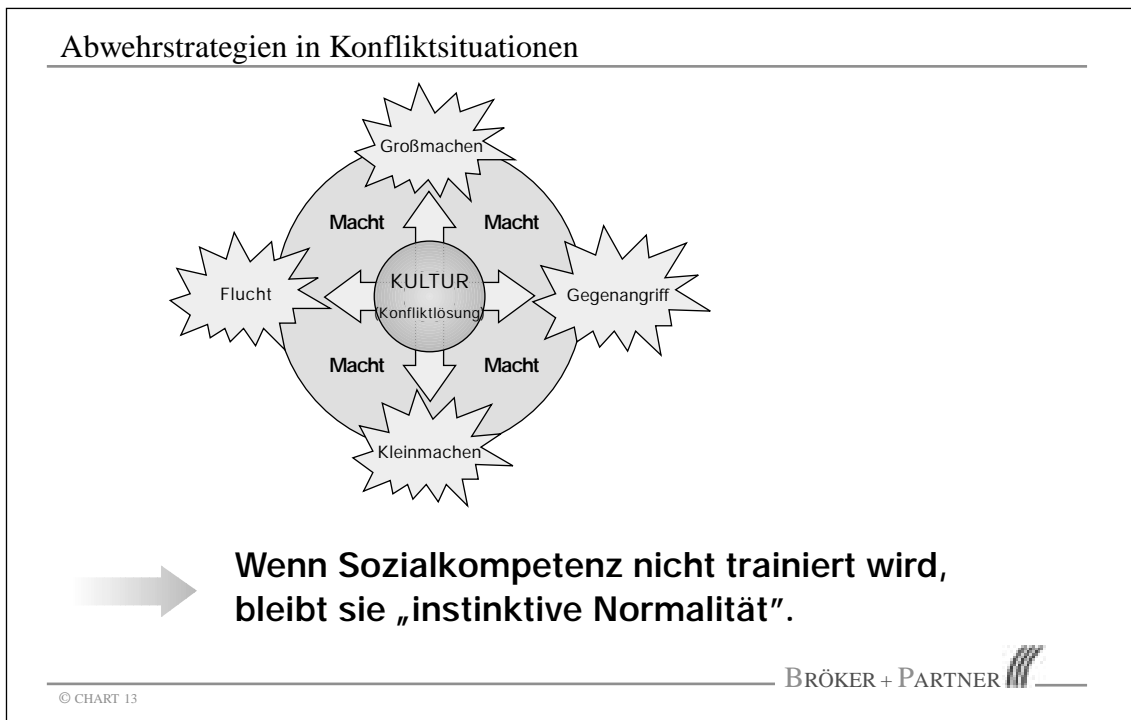 Abwehrstrategien in Konfliktsituationen
Großmachen
Macht
Macht
Flucht
KULTUR
(Konfliktlösung)
Gegenangriff
Macht
Macht
Kleinmachen
Wenn Sozialkompetenz nicht trainiert wird,
bleibt sie „instinktive Normalität”.
BRÖKER + PARTNER
© CHART 13